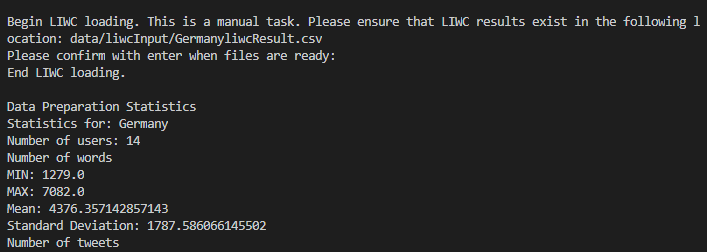 Begin LIWC loading. This is a manual task. Please ensure that LIWC results exist in the following l
ocation: data/liwcInput/GermanyliwcResult.csv
Please confirm with enter when files are ready:
End LIWC loading.
Data Preparation Statistics
Statistics for: Germany
Number of users: 14
Number of words
MIN: 1279.0
MAX: 7082.0
Mean: 4376.357142857143
Standard Deviation: 1787.586066145502
Number of tweets